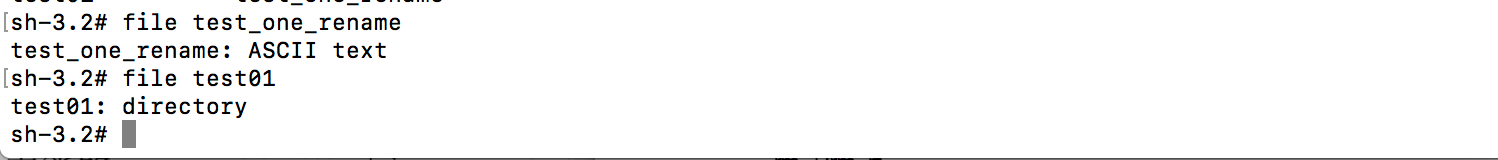 [sh-3.2# file test_one_rename
test_one_rename: ASCII text
[sh-3.2# file test01
test01: directory
sh-3.2#